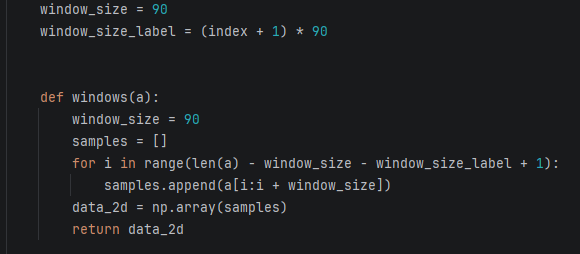 window_size = 90
window_size_label = (index + 1) * 90
def windows(a):
window_size = 90
samples = []
for i in range(len(a) - window_size - window_size_label + 1):
samples.append(a[i:i + window_size])
data_2d = np.array(samples)
return data_2d